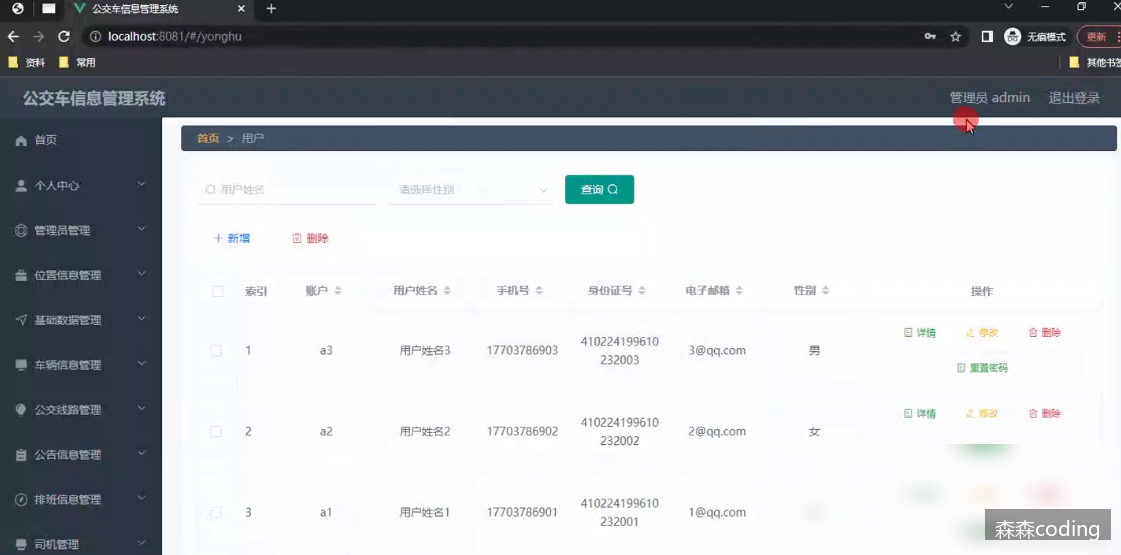 公交车信息管理系统
localhost:8081/#/yonghu
无痕模式
更新
资料
常用
其他书签
公交车信息管理系统
管理员 admin
退出登录
首页
个人中心
管理员管理
位置信息管理
基础数据管理
车辆信息管理
公交线路管理
公告信息管理
排班信息管理
司机管理
首页 > 用户
用户姓名
请选择性别
查询
新增
删除
索引 账户 用户姓名 手机号 身份证号 电子邮箱 性别 操作
1 a3 用户姓名3 17703786903 410224199610232003 3@qq.com 男 详情 修改 删除
重置密码
2 a2 用户姓名2 17703786902 410224199610232002 2@qq.com 女 详情 修改 删除
3 a1 用户姓名1 17703786901 410224199610232001 1@qq.com
森森coding